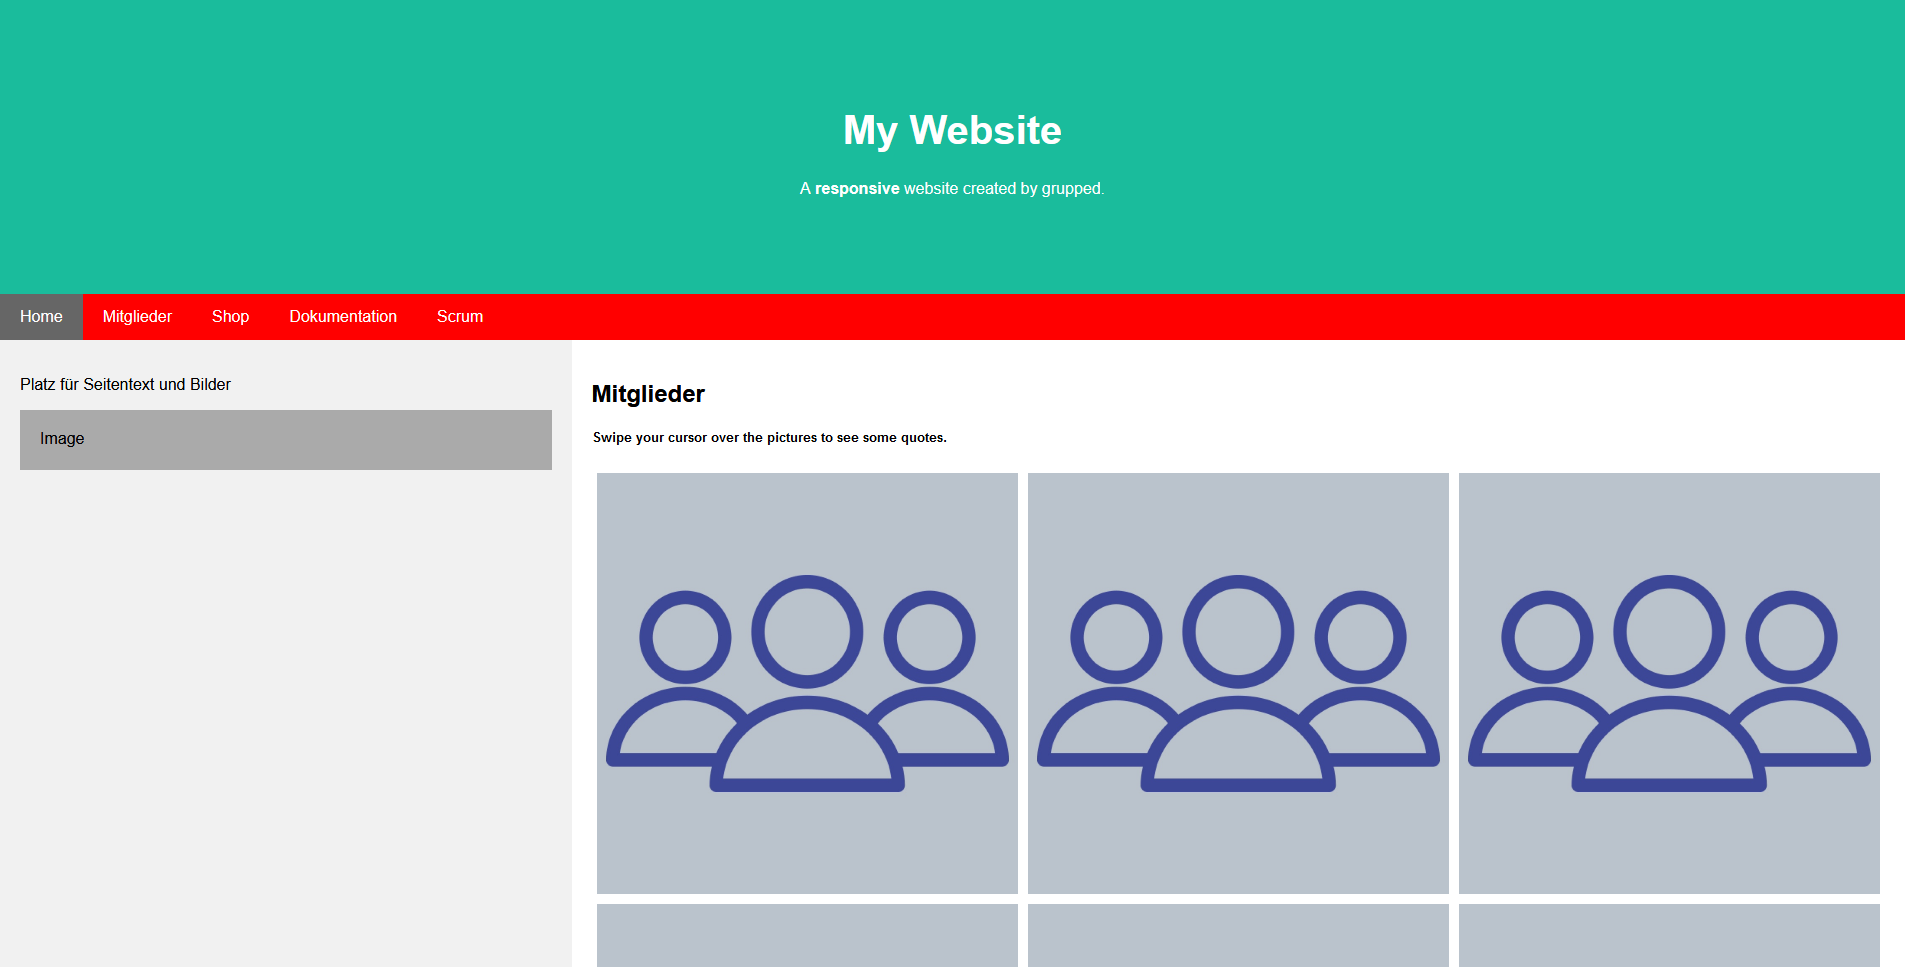 My Website
A responsive website created by grupped.
Home Mitglieder Shop Dokumentation Scrum
Platz für Seitentext und Bilder
Image
Mitglieder
Swipe your cursor over the pictures to see some quotes.